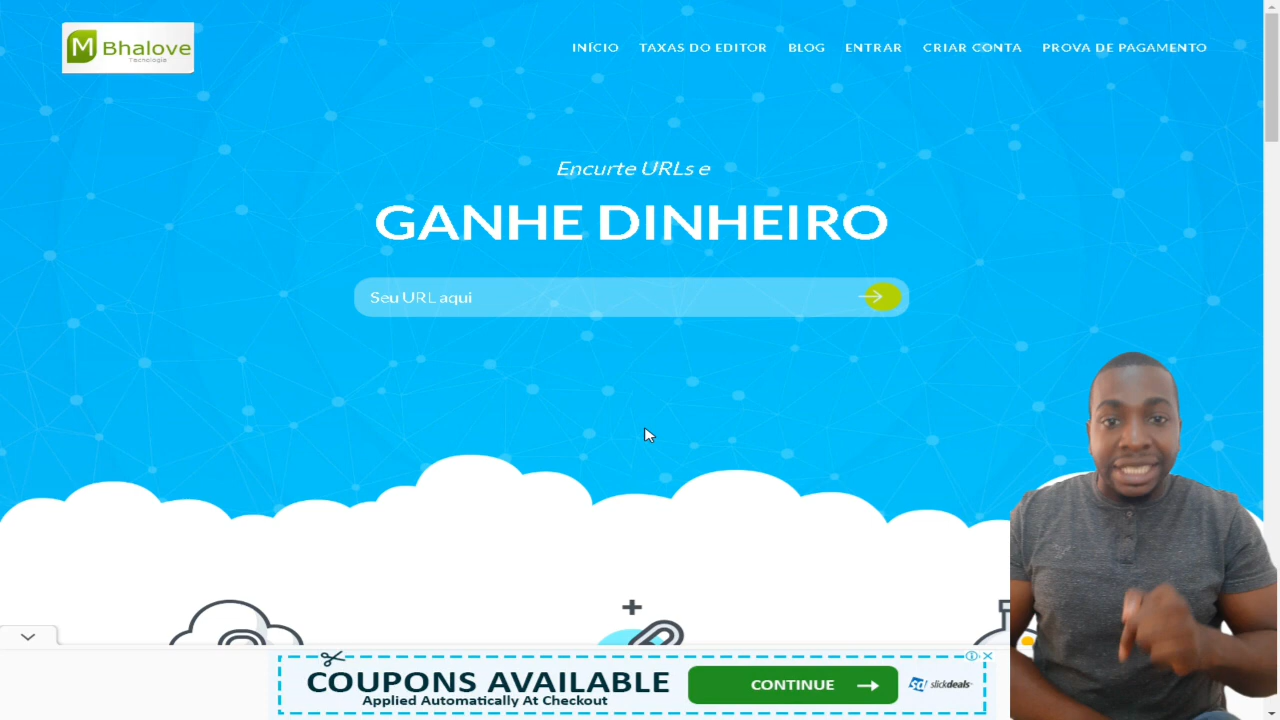 M Bhalove
Tecnologia
INÍCIO TAXAS DO EDITOR BLOG ENTRAR CRIAR CONTA PROVA DE PAGAMENTO
Encurte URLs e
GANHE DINHEIRO
Seu URL aqui
COUPONS AVAILABLE
Applied Automatically At Checkout
CONTINUE
sd slickdeals